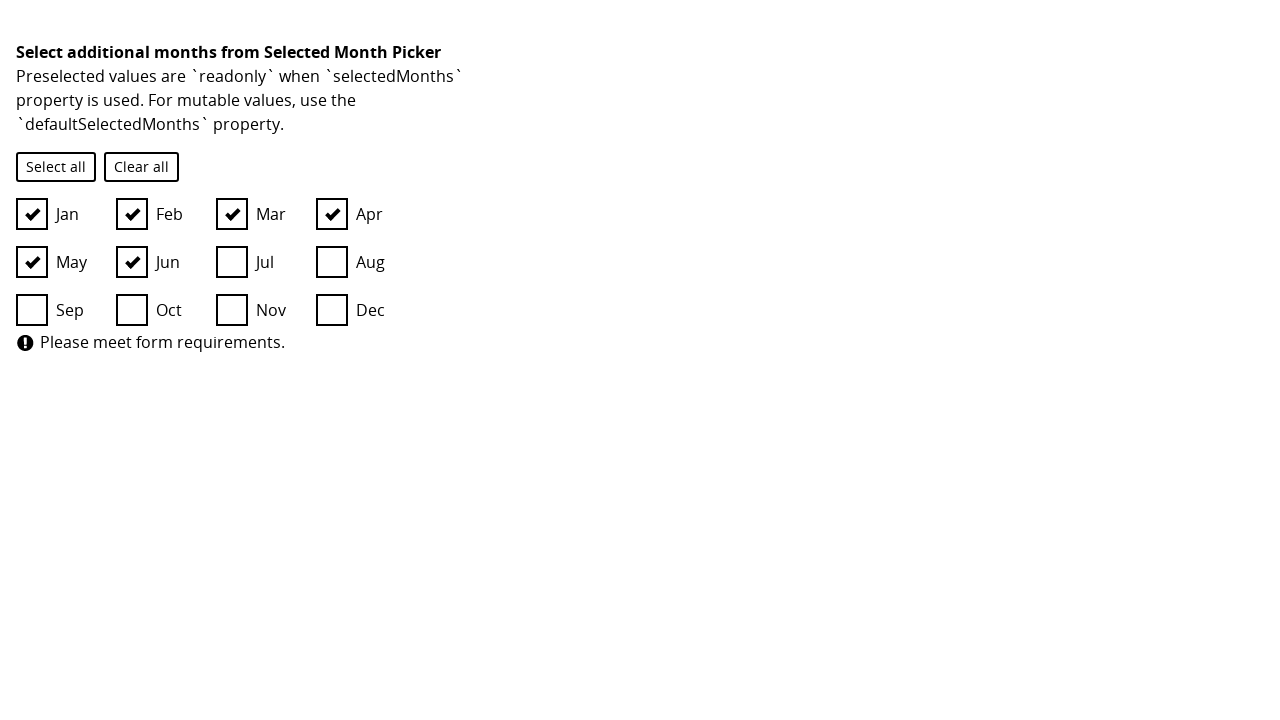 Select additional months from Selected Month Picker
Preselected values are `readonly` when `selectedMonths`
property is used. For mutable values, use the
`defaultSelectedMonths` property.
Select all Clear all
Jan Feb Mar Apr
May Jun Jul Aug
Sep Oct Nov Dec
Please meet form requirements.